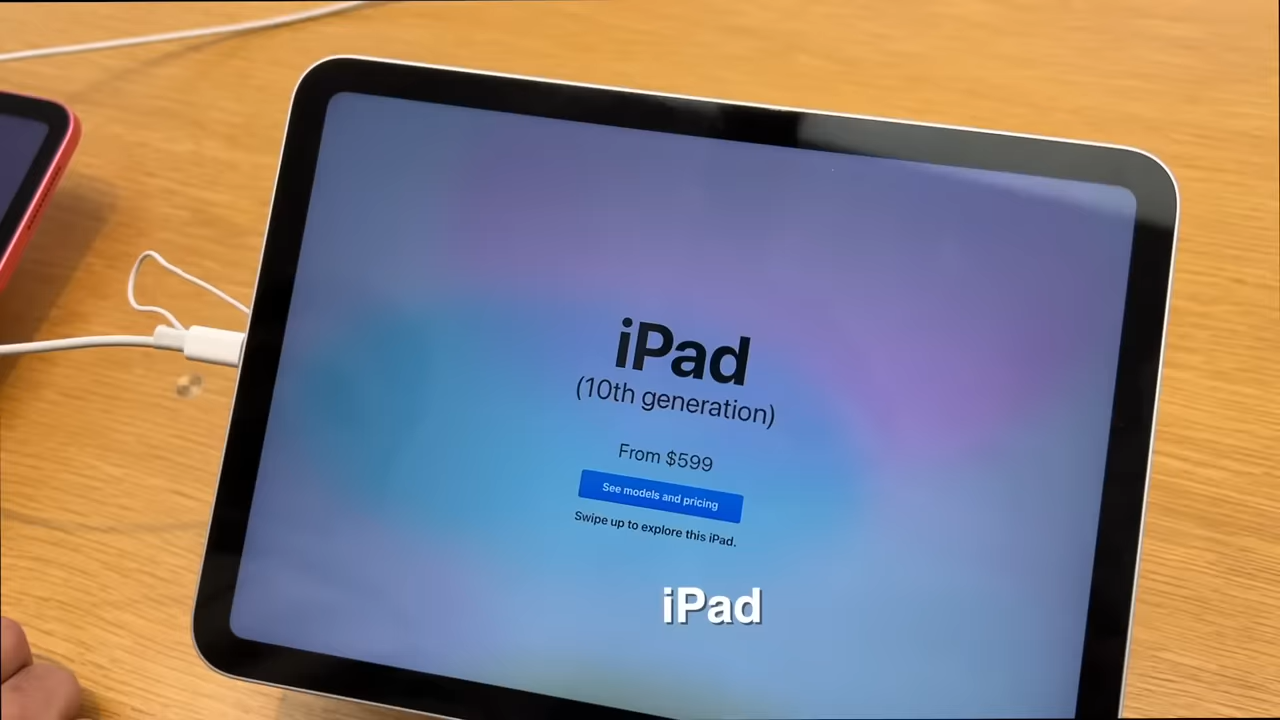 iPad
(10th generation)
From $599
See models and pricing
Swipe up to explore this iPad.
iPad